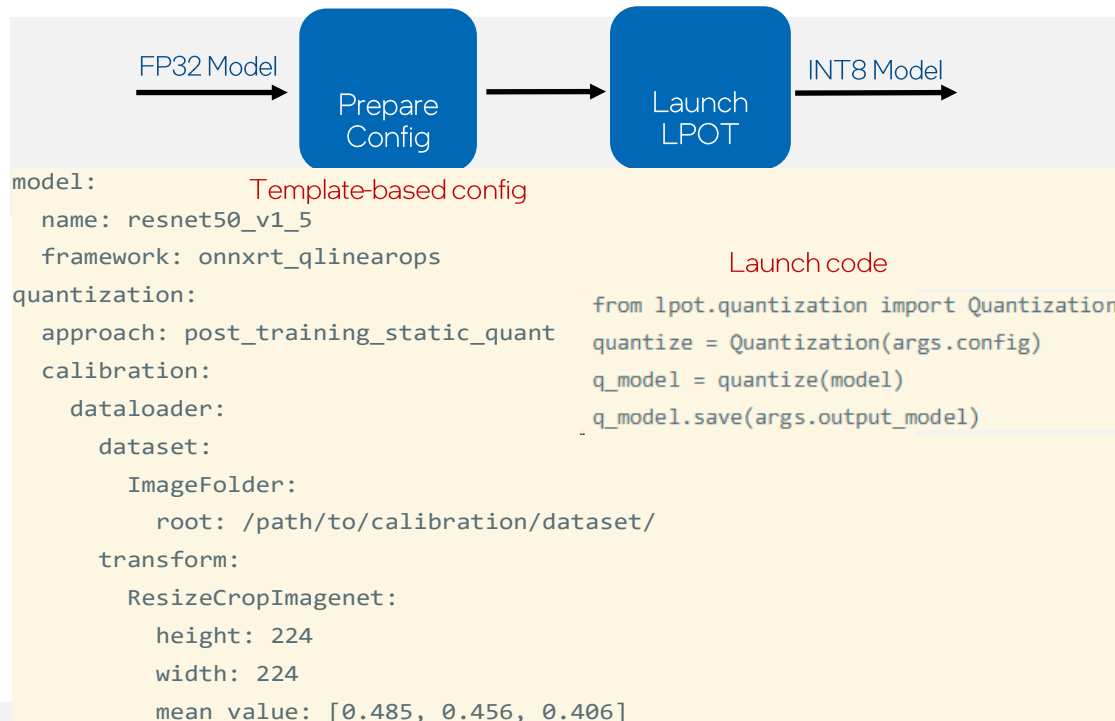 FP32 Model
Prepare
Config
Launch
LPOT
INT8 Model
Template-based config
model:
  name: resnet50_v1_5
  framework: onnxrt_qlinearops
quantization:
  approach: post_training_static_quant
  calibration:
    dataloader:
      dataset:
        ImageFolder:
          root: /path/to/calibration/dataset/
      transform:
        ResizeCropImagenet:
          height: 224
          width: 224
          mean_value: [0.485, 0.456, 0.406]
Launch code
from lpot.quantization import Quantization
quantize = Quantization(args.config)
q_model = quantize(model)
q_model.save(args.output_model)